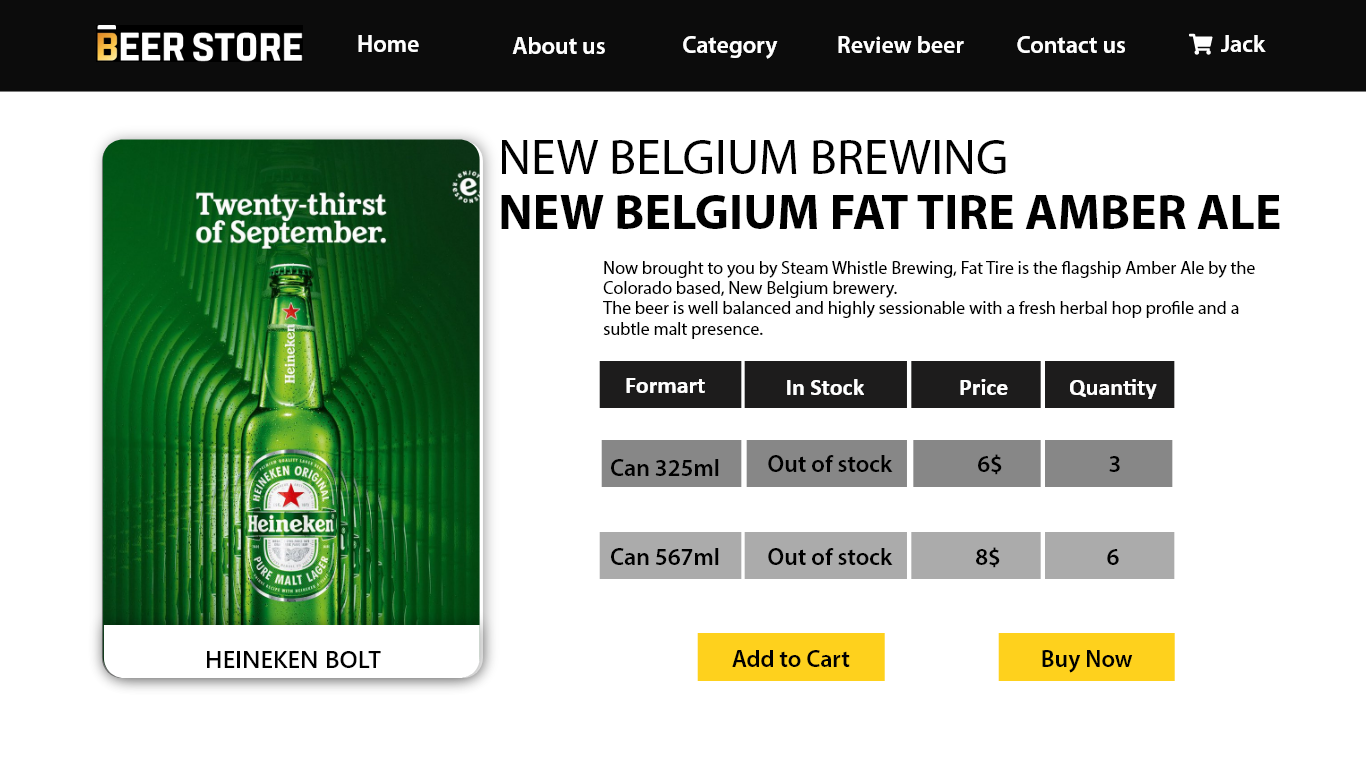 BEER STORE
Home
About us
Category
Review beer
Contact us
Jack
NEW BELGIUM BREWING
NEW BELGIUM FAT TIRE AMBER ALE
Now brought to you by Steam Whistle Brewing, Fat Tire is the flagship Amber Ale by the
Colorado based, New Belgium brewery.
The beer is well balanced and highly sessionable with a fresh herbal hop profile and a
subtle malt presence.
Formart In Stock Price Quantity
Can 325ml Out of stock 6$ 3
Can 567ml Out of stock 8$ 6
Add to Cart
Buy Now
Twenty-thirst
of September.
ENJOY
e
Heineken
HEINEKEN ORIGINAL
Heineken
PURE MALT LAGER
HEINEKEN BOLT